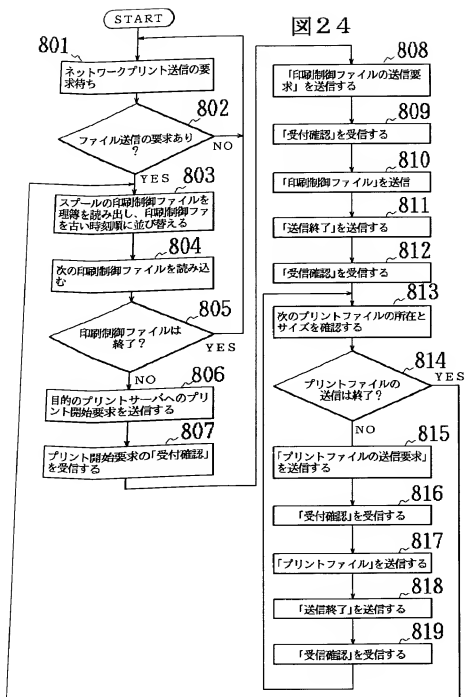 図24
START
801
ネットワークプリント送信の要
求待ち
802
ファイル送信の要求あり
?
NO
YES
803
スプールの印刷制御ファイルを
理簿を読み出し、印刷制御ファ
を古い時刻順に並び替える
804
次の印刷制御ファイルを読み込
む
805
印刷制御ファイルは
終了?
YES
NO
806
目的のプリントサーバへのプリ
ント開始要求を送信する
807
プリント開始要求の「受付確認」
を受信する
808
「印刷制御ファイルの送信要
求」を送信する
809
「受付確認」を受信する
810
「印刷制御ファイル」を送信
811
「送信終了」を送信する
812
「受信確認」を受信する
813
次のプリントファイルの所在と
サイズを確認する
814
プリントファイルの
送信は終了?
YES
NO
815
「プリントファイルの送信要求」
を送信する
816
「受付確認」を受信する
817
「プリントファイル」を送信する
818
「送信終了」を送信する
819
「受信確認」を受信する